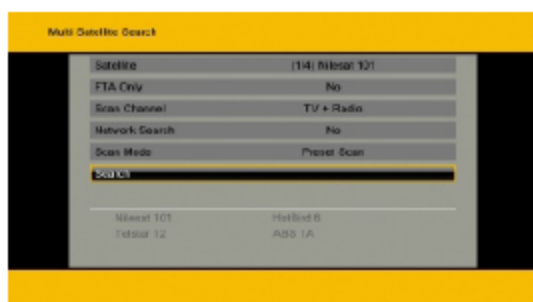 Multi Satellite Search
Satellite (1/4) Nilesat 101
FTA Only No
Scan Channel TV + Radio
Network Search No
Scan Mode Preset Scan
Search
Nilesat 101 HotBird 6
Telstar 12 ABS 1A